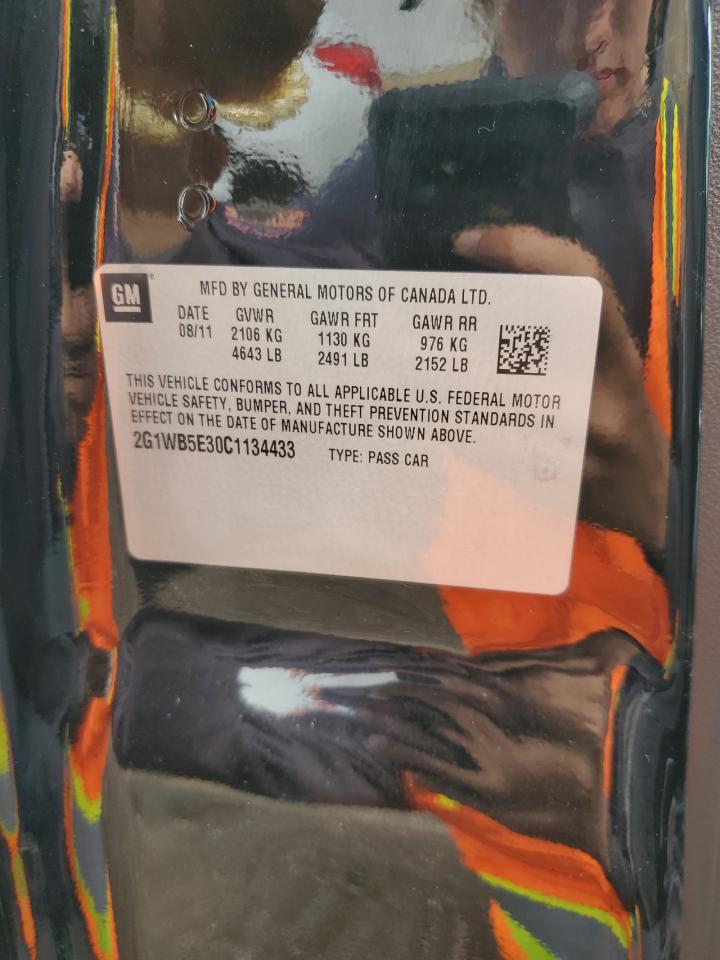 GM
MFD BY GENERAL MOTORS OF CANADA LTD.
DATE GVWR GAWR FRT GAWR RR
08/11 2106 KG 1130 KG 976 KG
4643 LB 2491 LB 2152 LB
THIS VEHICLE CONFORMS TO ALL APPLICABLE U.S. FEDERAL MOTOR
VEHICLE SAFETY, BUMPER, AND THEFT PREVENTION STANDARDS IN
EFFECT ON THE DATE OF MANUFACTURE SHOWN ABOVE.
2G1WB5E30C1134433 TYPE: PASS CAR